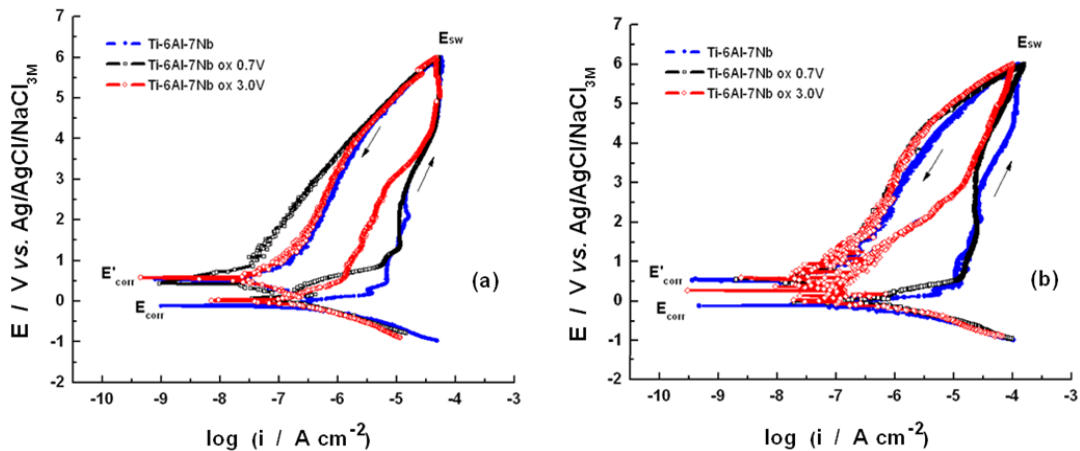 7
6
5
4
3
2
1
0
-1
-2
E / V vs. Ag/AgCl/NaCl3M
Ti-6Al-7Nb
Ti-6Al-7Nb ox 0.7V
Ti-6Al-7Nb ox 3.0V
ESW
E'corr
Ecorr
(a)
-10 -9 -8 -7 -6 -5 -4 -3
log (i / A cm-2)
7
6
5
4
3
2
1
0
-1
-2
E / V vs. Ag/AgCl/NaCl3M
Ti-6Al-7Nb
Ti-6Al-7Nb ox 0.7V
Ti-6Al-7Nb ox 3.0V
ESW
E'corr
Ecorr
(b)
-10 -9 -8 -7 -6 -5 -4 -3
log (i / A cm-2)